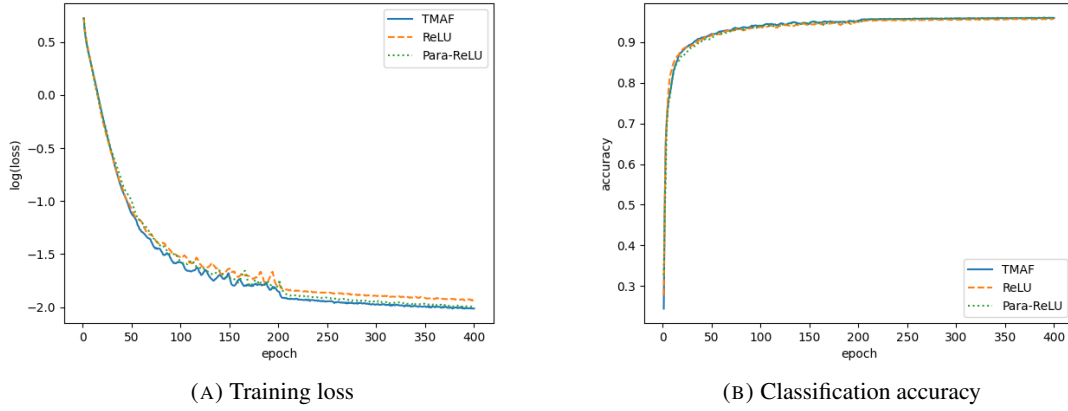 TMAF
ReLU
Para-ReLU
0.5
0.0
−0.5
−1.0
−1.5
−2.0
log(loss)
0 50 100 150 200 250 300 350 400
epoch
(A) Training loss
0.9
0.8
0.7
0.6
0.5
0.4
0.3
accuracy
TMAF
ReLU
Para-ReLU
0 50 100 150 200 250 300 350 400
epoch
(B) Classification accuracy